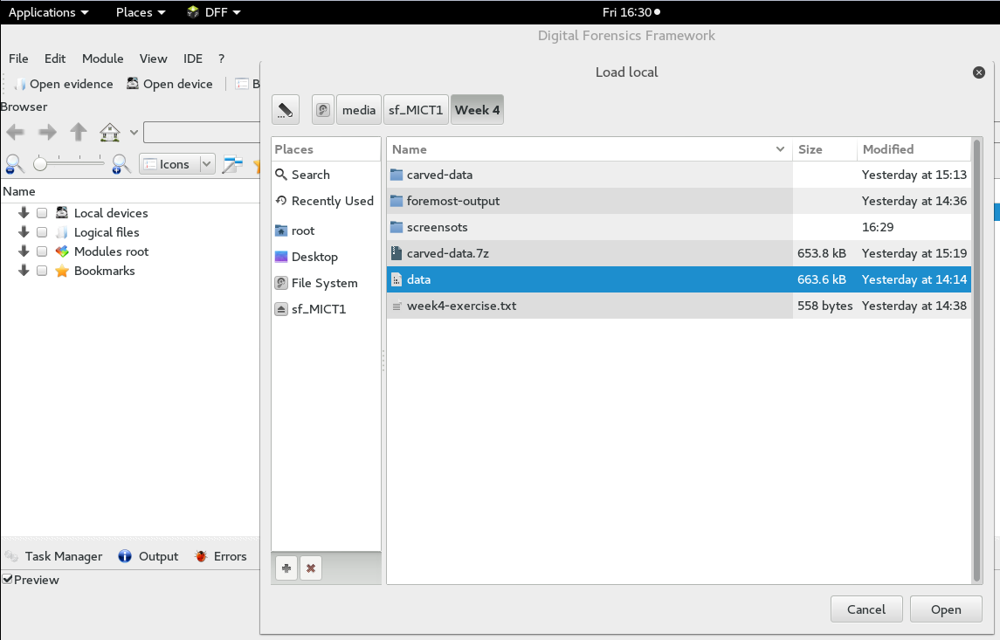 Applications Places DFF Fri 16:30
Digital Forensics Framework
File Edit Module View IDE ?
Load local
Open evidence Open device B
Browser
media sf_MICT1 Week 4
Icons
Places
Search
Recently Used
root
Desktop
File System
sf_MICT1
Name Size Modified
carved-data Yesterday at 15:13
foremost-output Yesterday at 14:36
screensots 16:29
carved-data.7z 653.8 kB Yesterday at 15:19
data 663.6 kB Yesterday at 14:14
week4-exercise.txt 558 bytes Yesterday at 14:38
Name
Local devices
Logical files
Modules root
Bookmarks
Task Manager Output Errors
Preview
Cancel Open